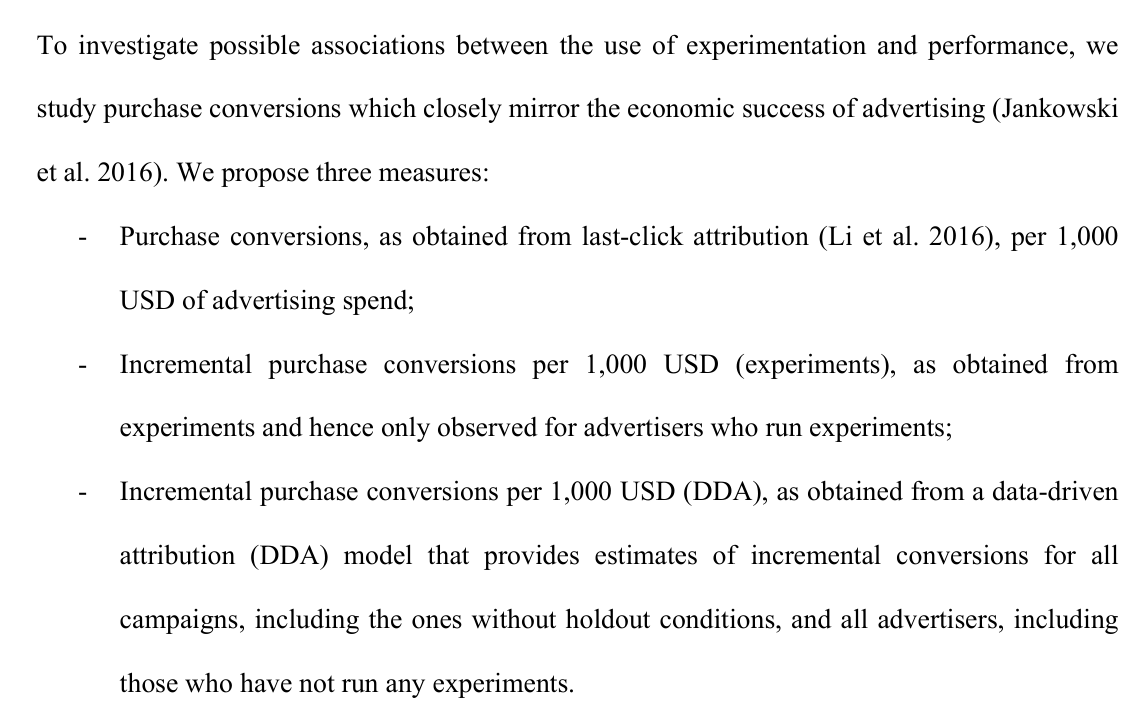 To investigate possible associations between the use of experimentation and performance, we
study purchase conversions which closely mirror the economic success of advertising (Jankowski
et al. 2016). We propose three measures:
- Purchase conversions, as obtained from last-click attribution (Li et al. 2016), per 1,000
USD of advertising spend;
- Incremental purchase conversions per 1,000 USD (experiments), as obtained from
experiments and hence only observed for advertisers who run experiments;
- Incremental purchase conversions per 1,000 USD (DDA), as obtained from a data-driven
attribution (DDA) model that provides estimates of incremental conversions for all
campaigns, including the ones without holdout conditions, and all advertisers, including
those who have not run any experiments.